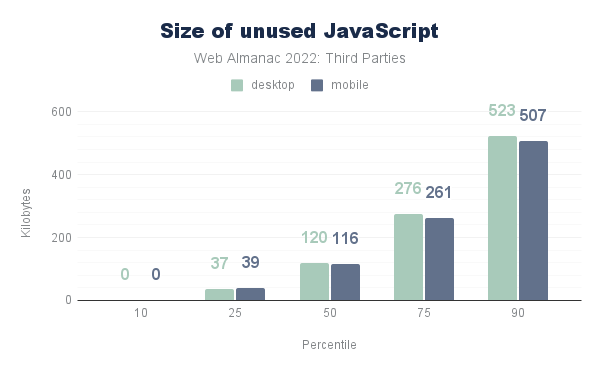 Size of unused JavaScript
Web Almanac 2022: Third Parties
desktop mobile
600
400
200
0
Kilobytes
0 0
37 39
120 116
276 261
523 507
10 25 50 75 90
Percentile